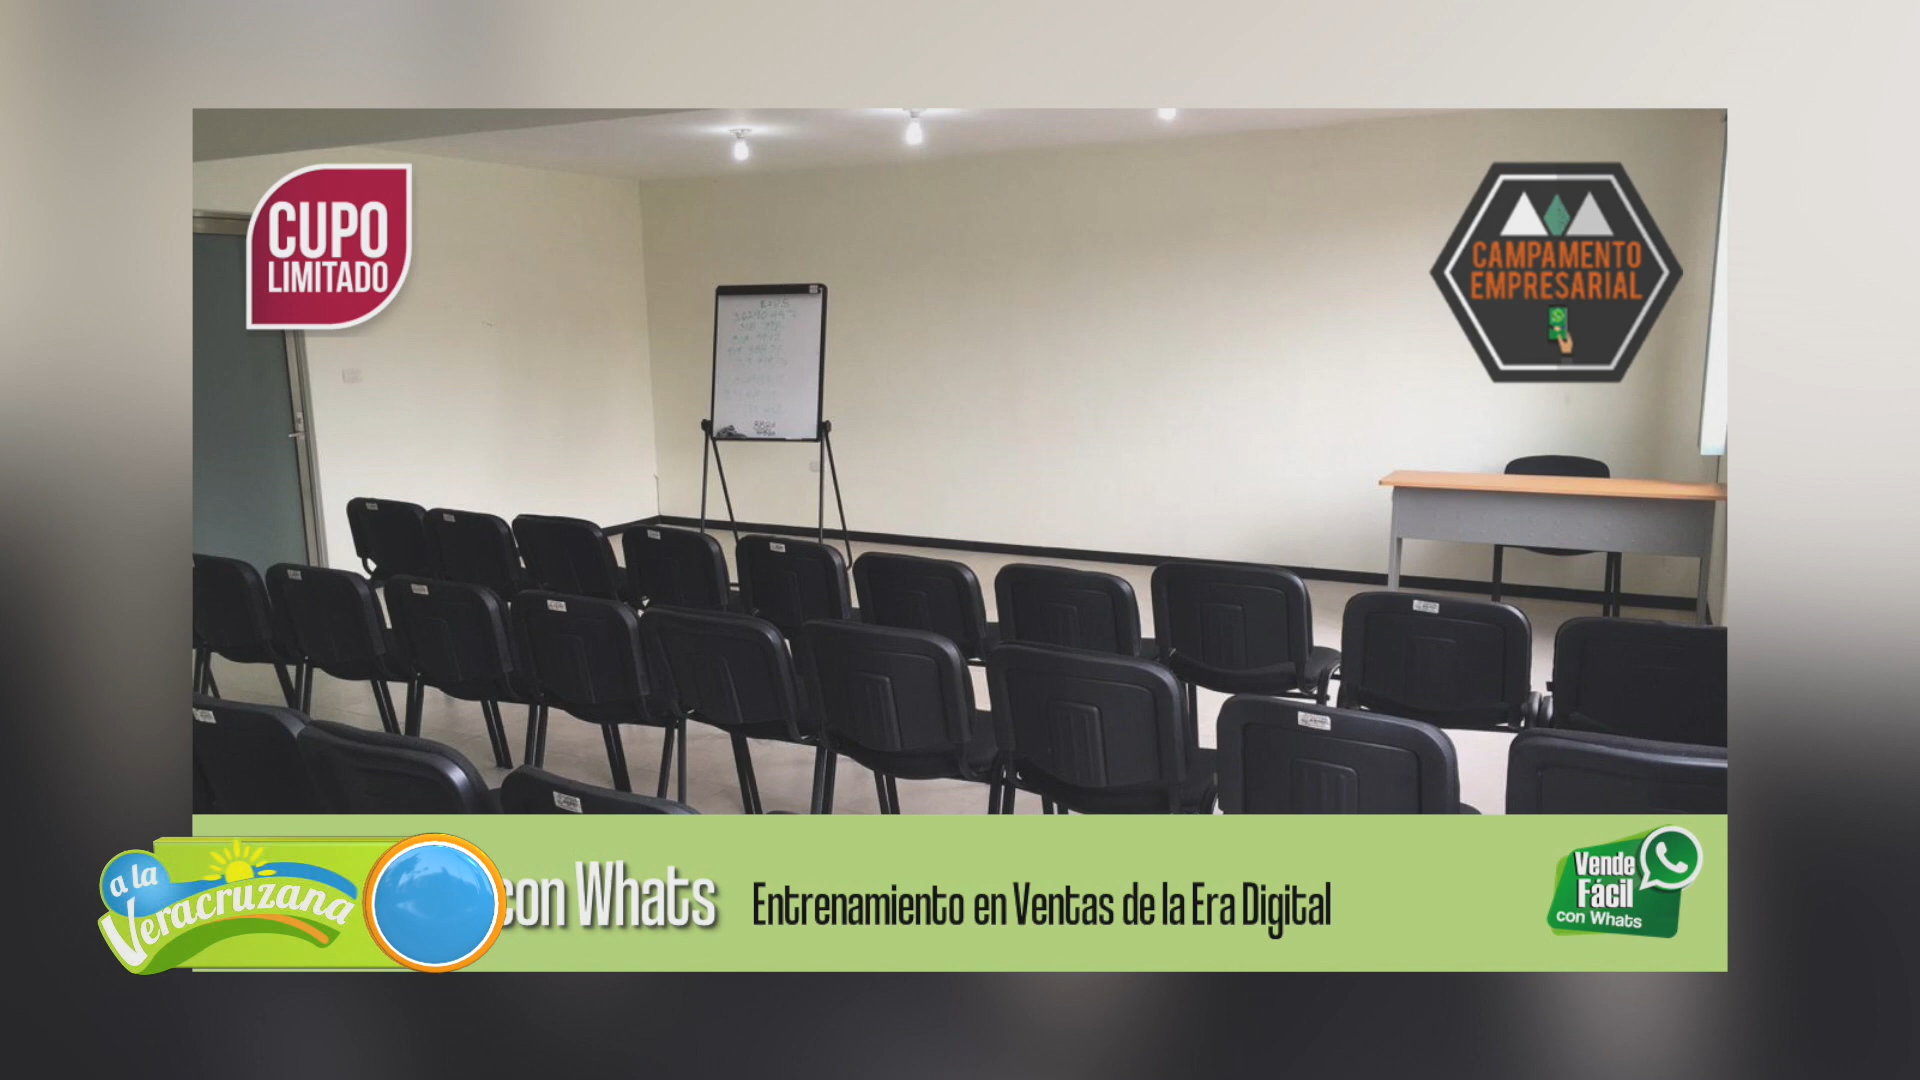 CUPO
LIMITADO
CAMPAMENTO
EMPRESARIAL
a la
Veracruzana
con Whats
Entrenamiento en Ventas de la Era Digital
Vende
Fácil
con Whats